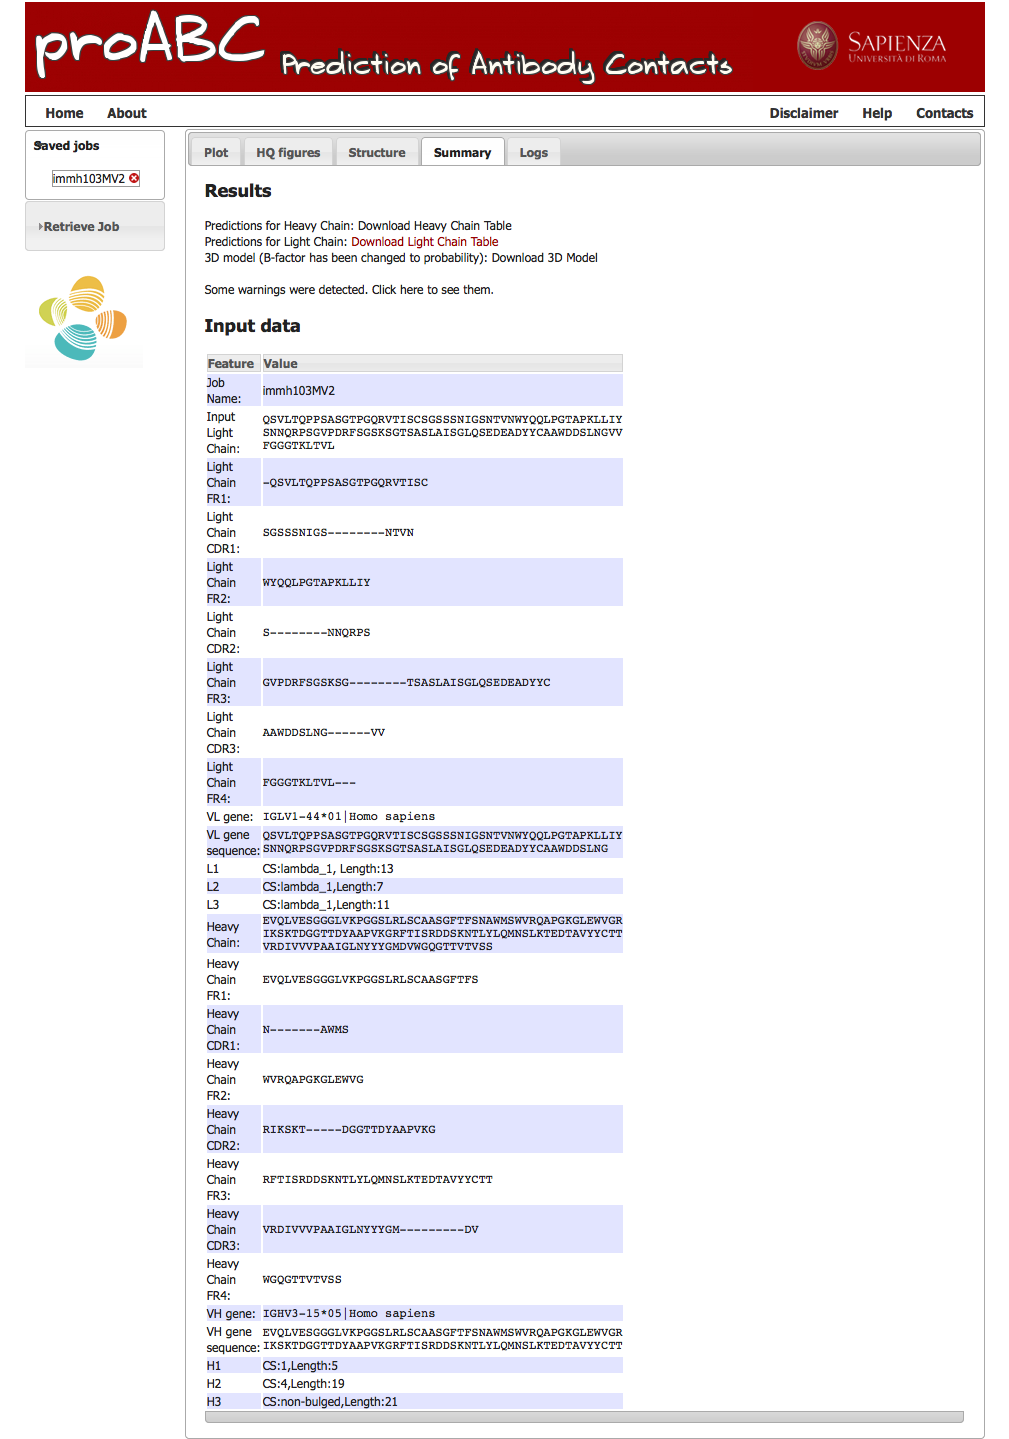 proABC Prediction of Antibody Contacts
SAPIENZA
UNIVERSITÀ DI ROMA
Home About Disclaimer Help Contacts
Saved jobs
immh103MV2
Retrieve Job
Plot HQ figures Structure Summary Logs
Results
Predictions for Heavy Chain: Download Heavy Chain Table
Predictions for Light Chain: Download Light Chain Table
3D model (B-factor has been changed to probability): Download 3D Model
Some warnings were detected. Click here to see them.
Input data
Feature Value
Job
Name:
immh103MV2
Input
Light
Chain:
QSVLTQPPSASGTPGQRVTISCSGSSSNIGSNTVNWYQQLPGTAPKLLIY
SNNQRPSGVPDRFSGSKSGTSASLAISGLQSEDEADYYCAAWDDSLNGVV
FGGGTKLTVL
Light
Chain
FR1:
-QSVLTQPPSASGTPGQRVTISC
Light
Chain
CDR1:
SGSSSNIGS--------NTVN
Light
Chain
FR2:
WYQQLPGTAPKLLIY
Light
Chain
CDR2:
S--------NNQRPS
Light
Chain
FR3:
GVPDRFSGSKSG--------TSASLAISGLQSEDEADYYC
Light
Chain
CDR3:
AAWDDSLNG------VV
Light
Chain
FR4:
FGGGTKLTVL---
VL gene: IGLV1-44*01|Homo sapiens
VL gene
sequence:
QSVLTQPPSASGTPGQRVTISCSGSSSNIGSNTVNWYQQLPGTAPKLLIY
SNNQRPSGVPDRFSGSKSGTSASLAISGLQSEDEADYYCAAWDDSLNG
L1 CS:lambda_1, Length:13
L2 CS:lambda_1,Length:7
L3 CS:lambda_1,Length:11
Heavy
Chain:
EVQLVESGGGLVKPGGSLRLSCAASGFTFSNAWMSWVRQAPGKGLEWVGR
IKSKTDGGTTDYAAPVKGRFTISRDDSKNTLYLQMNSLKTEDTAVYYCTT
VRDIVVVPAAIGLNYYYGMDVWGQGTTVTVSS
Heavy
Chain
FR1:
EVQLVESGGGLVKPGGSLRLSCAASGFTFS
Heavy
Chain
CDR1:
N-------AWMS
Heavy
Chain
FR2:
WVRQAPGKGLEWVG
Heavy
Chain
CDR2:
RIKSKT-----DGGTTDYAAPVKG
Heavy
Chain
FR3:
RFTISRDDSKNTLYLQMNSLKTEDTAVYYCTT
Heavy
Chain
CDR3:
VRDIVVVPAAIGLNYYYGM---------DV
Heavy
Chain
FR4:
WGQGTTVTVSS
VH gene: IGHV3-15*05|Homo sapiens
VH gene
sequence:
EVQLVESGGGLVKPGGSLRLSCAASGFTFSNAWMSWVRQAPGKGLEWVGR
IKSKTDGGTTDYAAPVKGRFTISRDDSKNTLYLQMNSLKTEDTAVYYCTT
H1 CS:1,Length:5
H2 CS:4,Length:19
H3 CS:non-bulged,Length:21